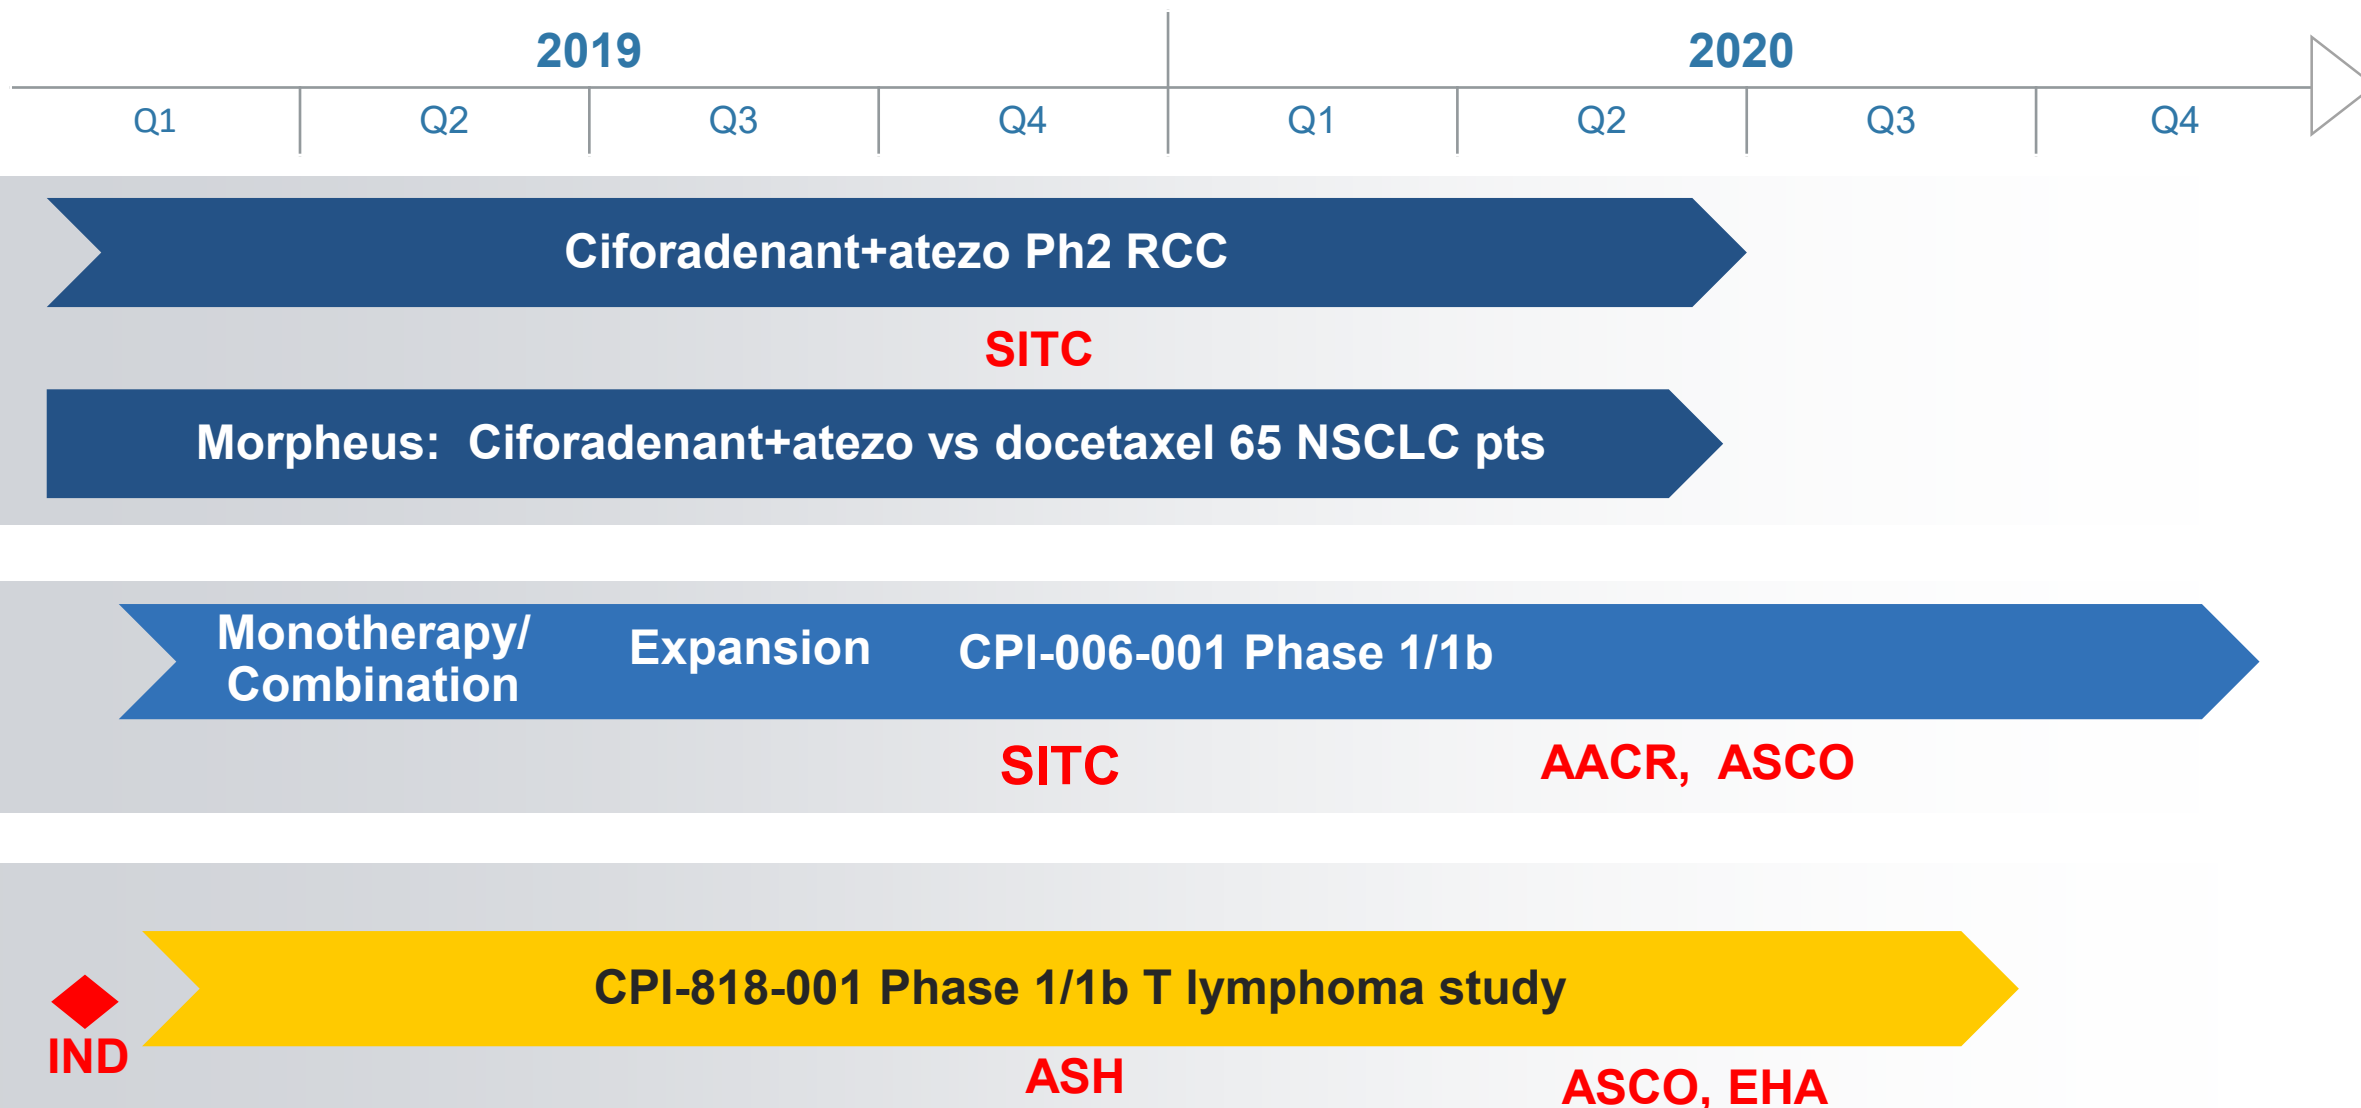 2019
2020
Q1
Q2
Q3
Q4
Q1
Q2
Q3
Q4
Ciforadenant+atezo Ph2 RCC
SITC
Morpheus:  Ciforadenant+atezo vs docetaxel 65 NSCLC pts
Monotherapy/
Combination
Expansion
CPI-006-001 Phase 1/1b
SITC
AACR,  ASCO
CPI-818-001 Phase 1/1b T lymphoma study
IND
ASH
ASCO, EHA